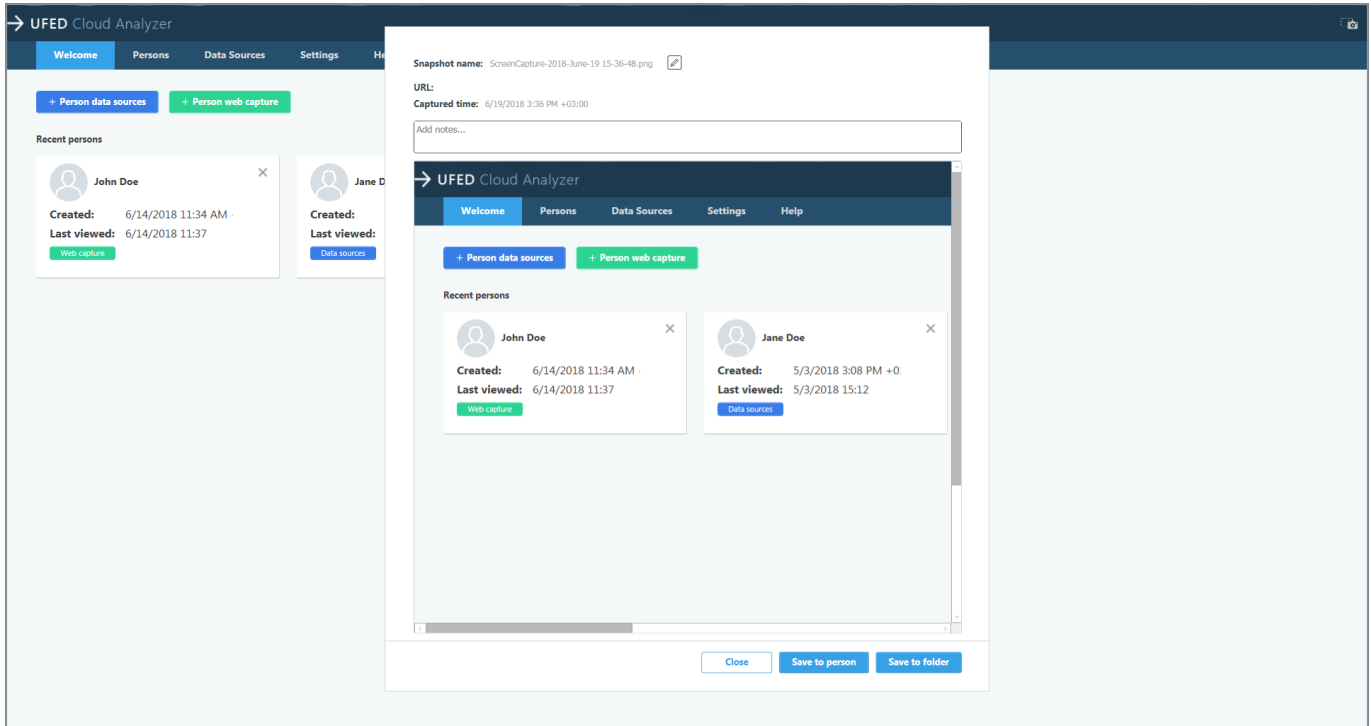 UFED Cloud Analyzer
Welcome Persons Data Sources Settings He
+ Person data sources + Person web capture
Recent persons
John Doe
Created: 6/14/2018 11:34 AM
Last viewed: 6/14/2018 11:37
Web capture
Jane D
Created:
Last viewed:
Data sources
Snapshot name: ScreenCapture-2018-June-19 15-36-48.png
URL:
Captured time: 6/19/2018 3:36 PM +03:00
Add notes...
UFED Cloud Analyzer
Welcome Persons Data Sources Settings Help
+ Person data sources + Person web capture
Recent persons
John Doe
Created: 6/14/2018 11:34 AM
Last viewed: 6/14/2018 11:37
Web capture
Jane Doe
Created: 5/3/2018 3:08 PM +0
Last viewed: 5/3/2018 15:12
Data sources
Close Save to person Save to folder